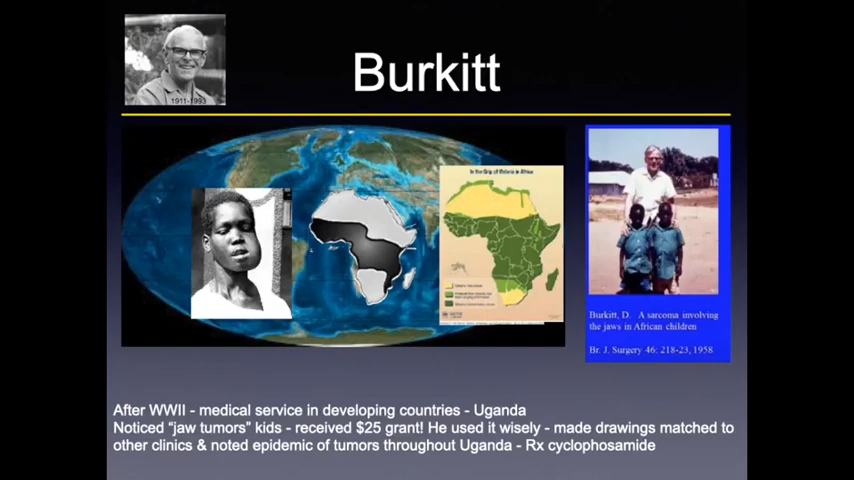 Burkitt
1911-1993
In the Grip of Malaria in Africa
Burkitt, D. A sarcoma involving
the jaws in African children
Br. J. Surgery 46: 218-23, 1958
After WWII - medical service in developing countries - Uganda
Noticed “jaw tumors” kids - received $25 grant! He used it wisely - made drawings matched to
other clinics & noted epidemic of tumors throughout Uganda - Rx cyclophosamide